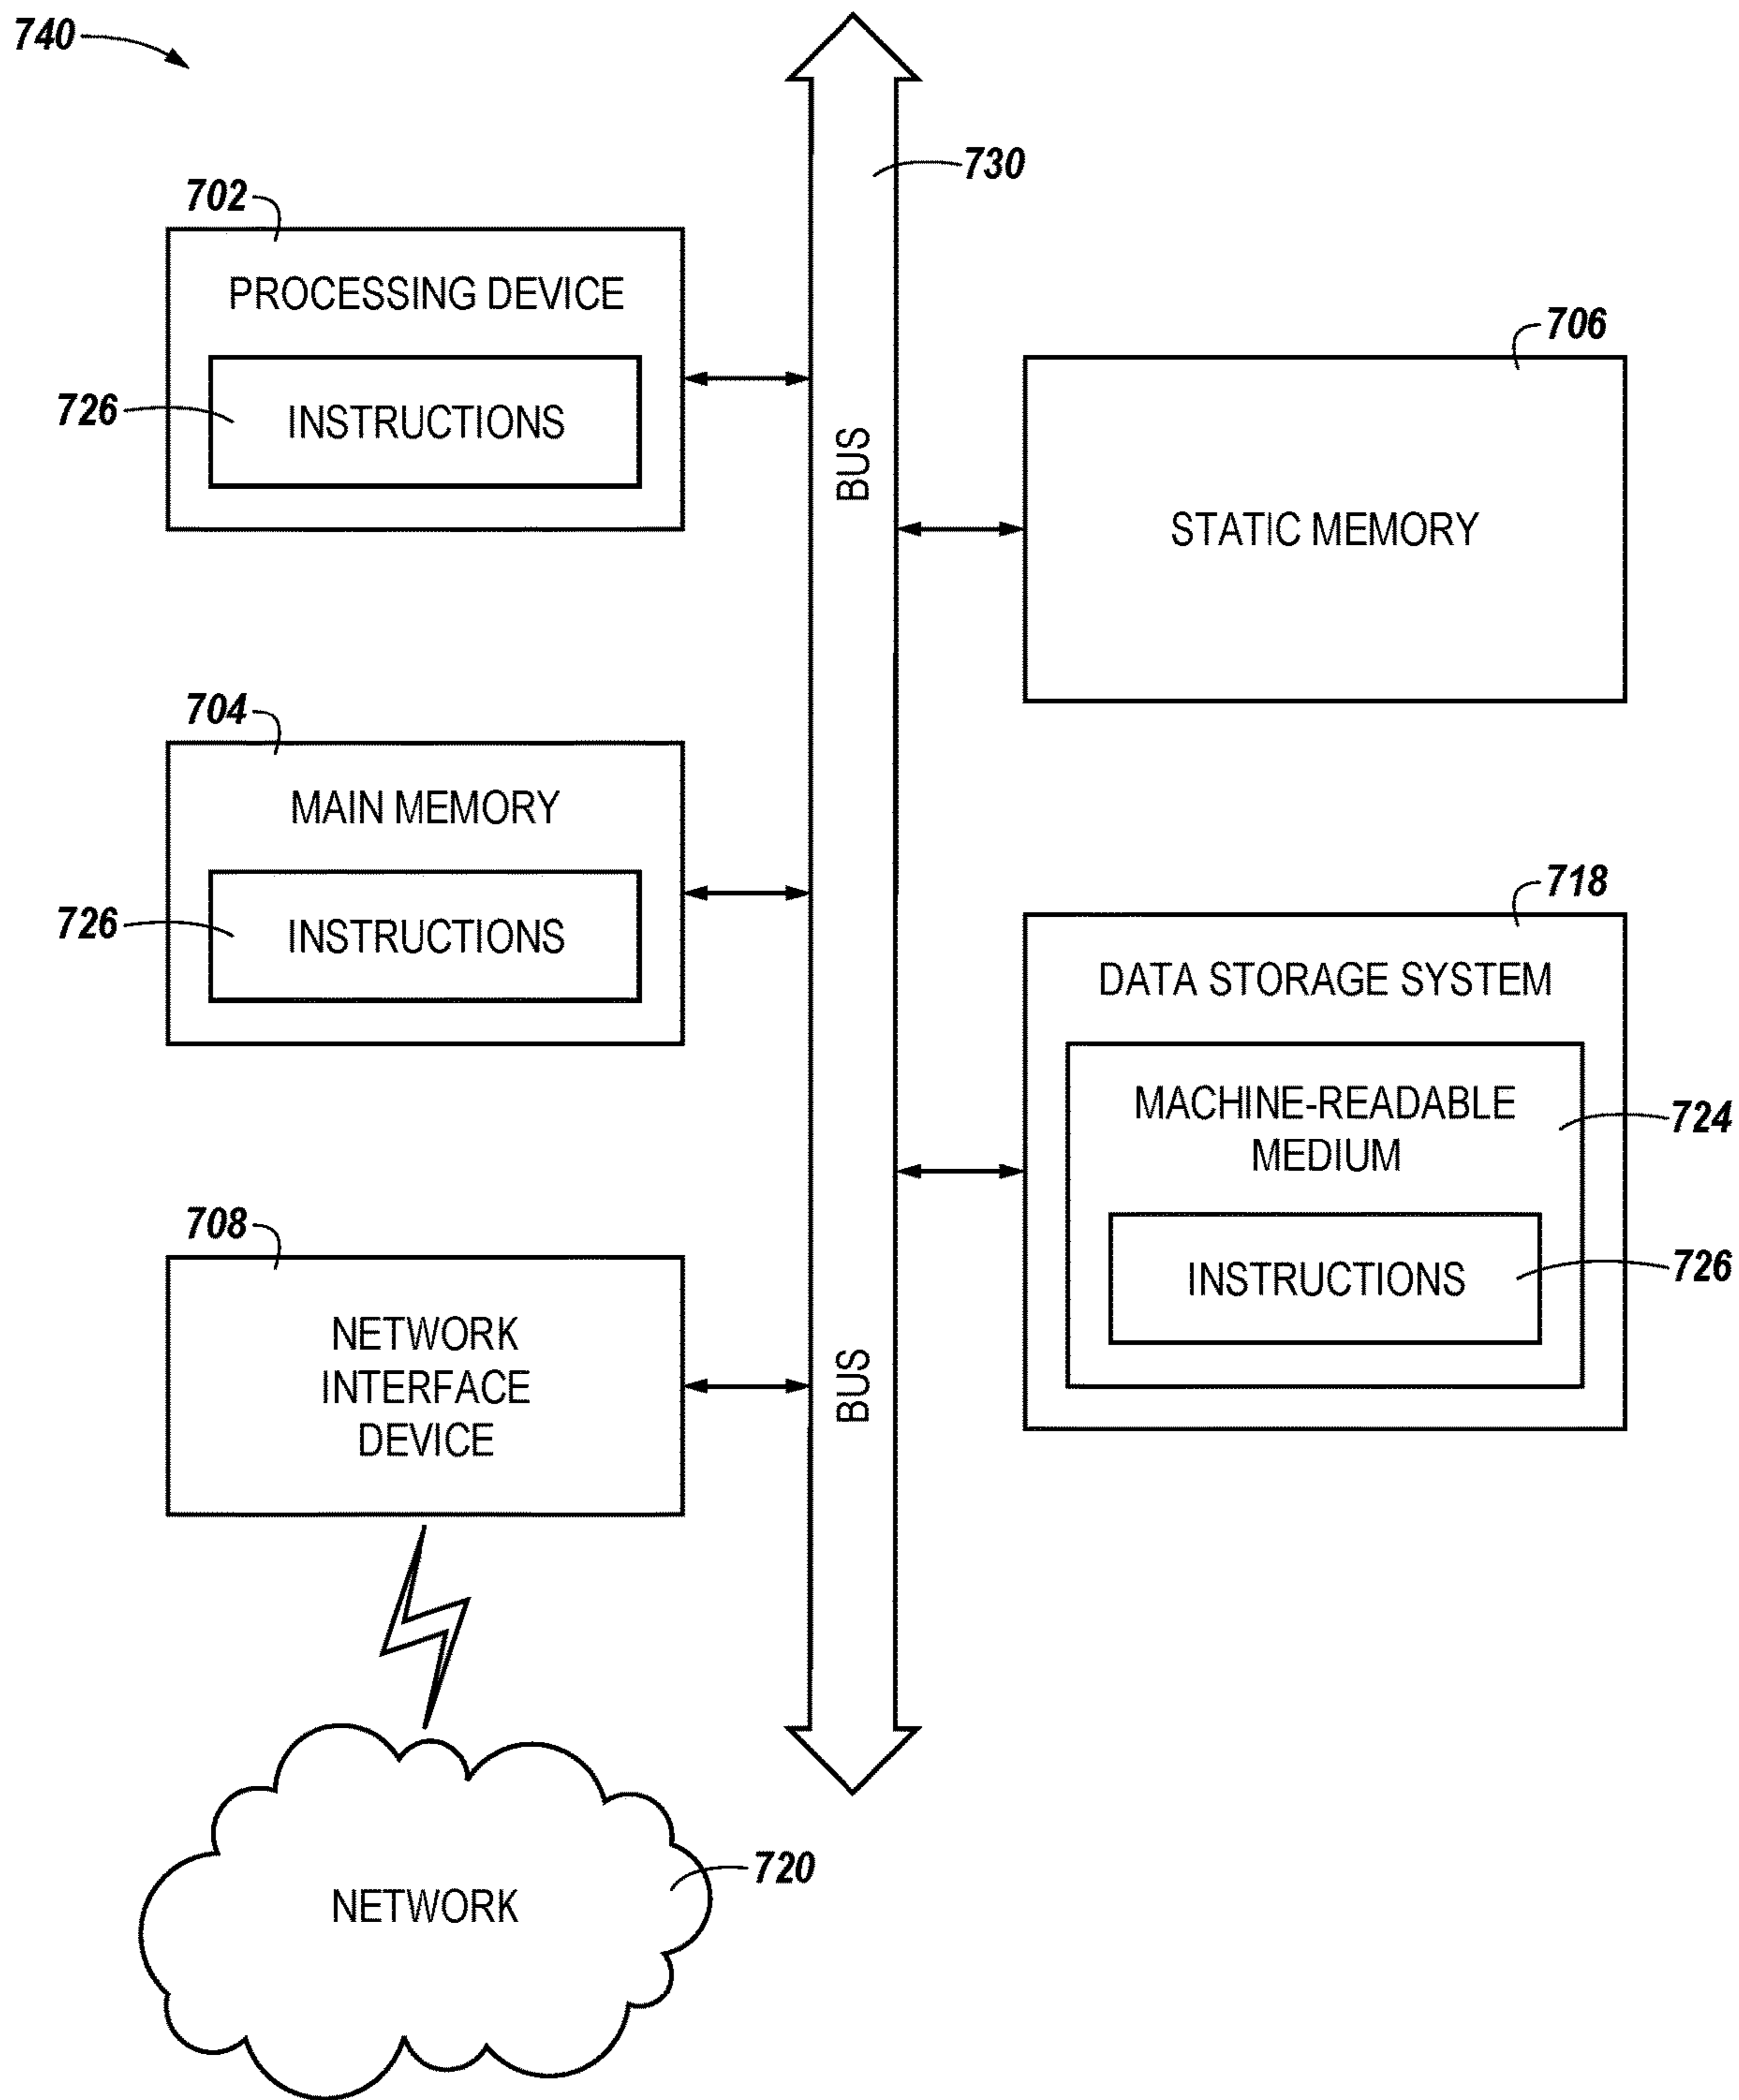 740
730
702
PROCESSING DEVICE
726
INSTRUCTIONS
BUS
706
STATIC MEMORY
704
MAIN MEMORY
726
INSTRUCTIONS
718
DATA STORAGE SYSTEM
MACHINE-READABLE
MEDIUM
724
INSTRUCTIONS
726
708
NETWORK
INTERFACE
DEVICE
BUS
720
NETWORK